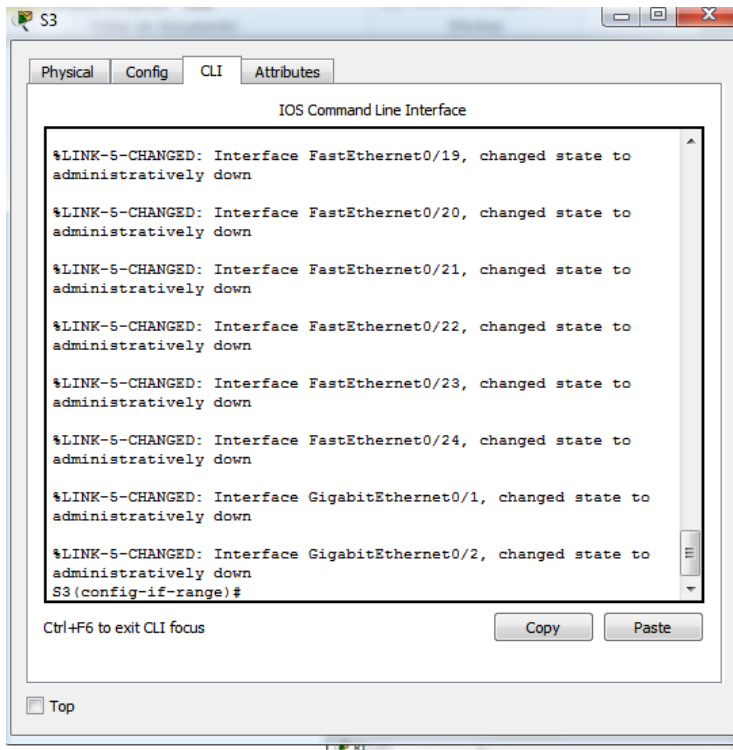 S3
Physical Config CLI Attributes
IOS Command Line Interface
%LINK-5-CHANGED: Interface FastEthernet0/19, changed state to
administratively down
%LINK-5-CHANGED: Interface FastEthernet0/20, changed state to
administratively down
%LINK-5-CHANGED: Interface FastEthernet0/21, changed state to
administratively down
%LINK-5-CHANGED: Interface FastEthernet0/22, changed state to
administratively down
%LINK-5-CHANGED: Interface FastEthernet0/23, changed state to
administratively down
%LINK-5-CHANGED: Interface FastEthernet0/24, changed state to
administratively down
%LINK-5-CHANGED: Interface GigabitEthernet0/1, changed state to
administratively down
%LINK-5-CHANGED: Interface GigabitEthernet0/2, changed state to
administratively down
S3(config-if-range)#
Ctrl+F6 to exit CLI focus Copy Paste
Top